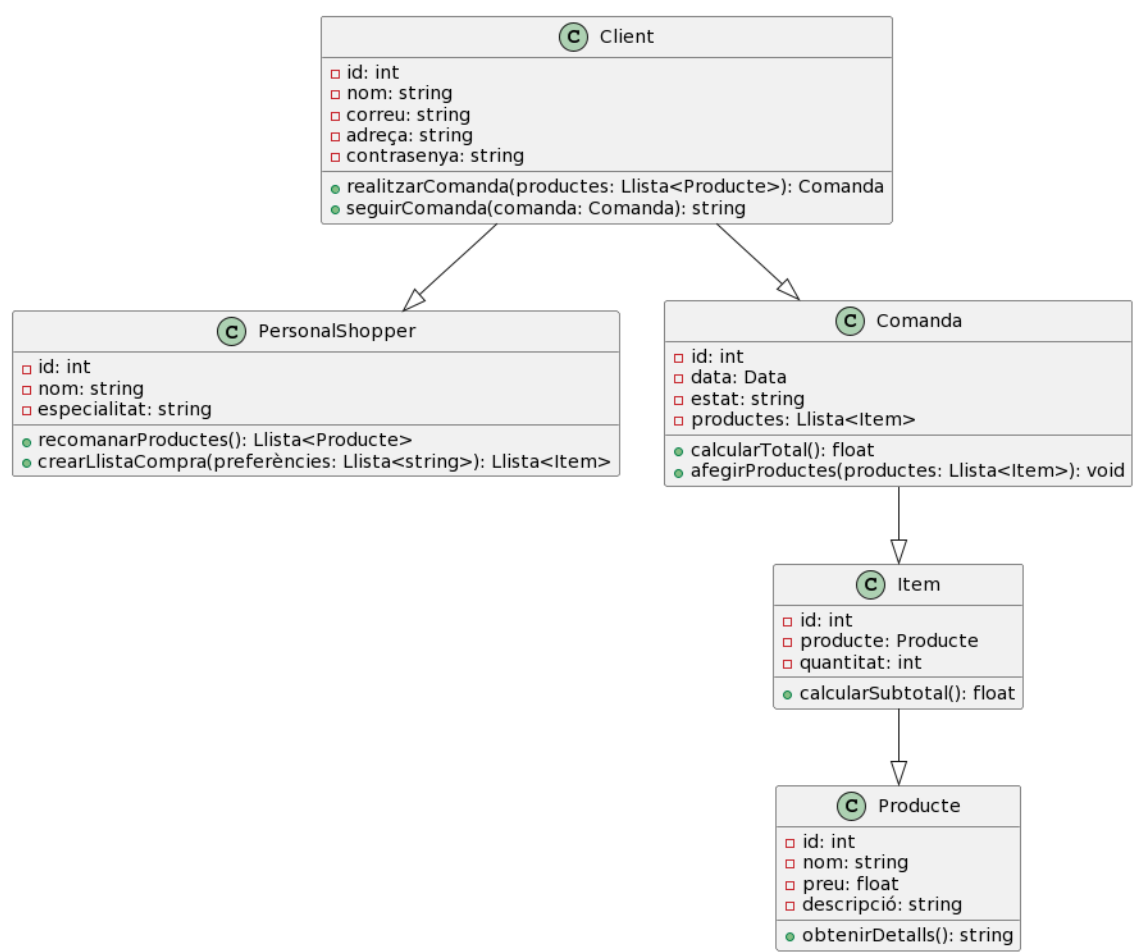 C Client
id: int
nom: string
correu: string
adreça: string
contrasenya: string
realitzarComanda(productes: Llista<Producte>): Comanda
seguirComanda(comanda: Comanda): string
C PersonalShopper
id: int
nom: string
especialitat: string
recomanarProductes(): Llista<Producte>
crearLlistaCompra(preferències: Llista<string>): Llista<Item>
C Comanda
id: int
data: Data
estat: string
productes: Llista<Item>
calcularTotal(): float
afegirProductes(productes: Llista<Item>): void
C Item
id: int
producte: Producte
quantitat: int
calcularSubtotal(): float
C Producte
id: int
nom: string
preu: float
descripció: string
obtenirDetalls(): string